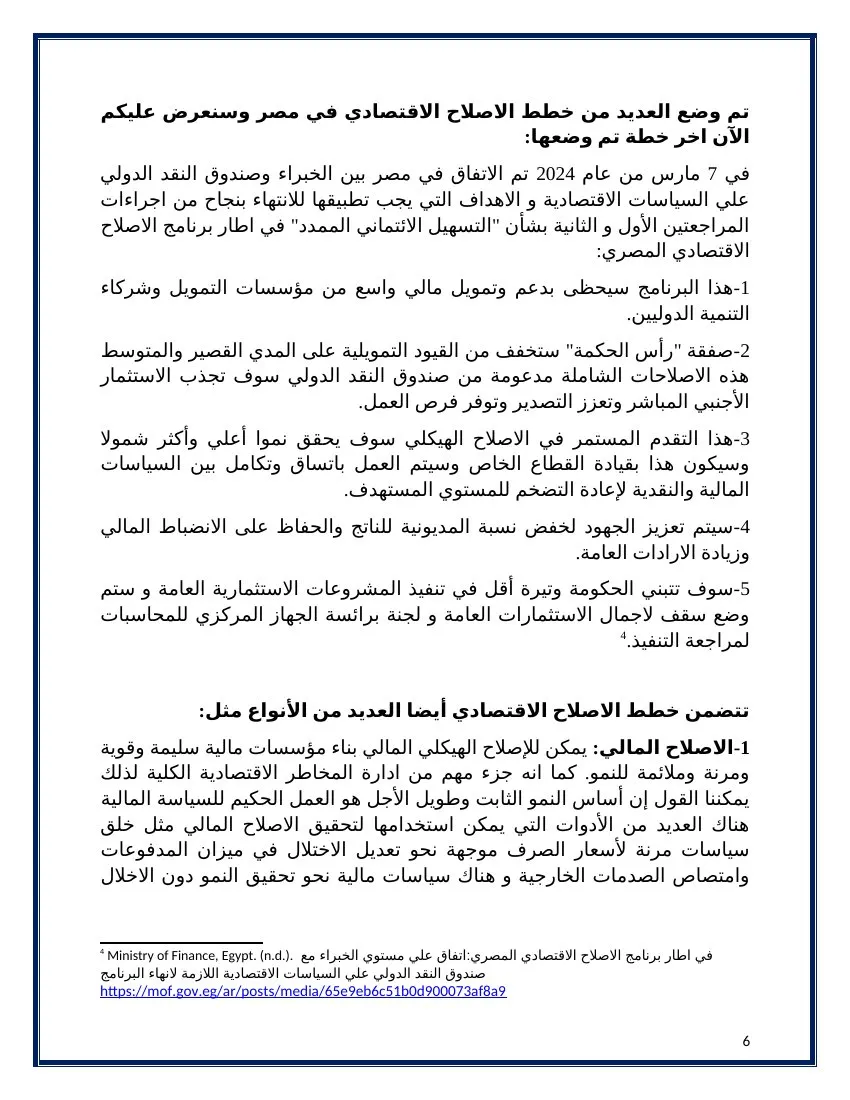 تم وضع العديد من خطط الاصلاح الاقتصادي في مصر وسنعرض عليكم
الآن اخر خطة تم وضعها:
في 7 مارس من عام 2024 تم الاتفاق في مصر بين الخبراء وصندوق النقد الدولي
علي السياسات الاقتصادية و الاهداف التي يجب تطبيقها للانتهاء بنجاح من اجراءات
المراجعتين الأول و الثانية بشأن "التسهيل الائتماني الممدد" في اطار برنامج الاصلاح
الاقتصادي المصري:
1-هذا البرنامج سيحظى بدعم وتمويل مالي واسع من مؤسسات التمويل وشركاء
التنمية الدوليين.
2-صفقة "رأس الحكمة" ستخفف من القيود التمويلية على المدي القصير والمتوسط
هذه الاصلاحات الشاملة مدعومة من صندوق النقد الدولي سوف تجذب الاستثمار
الأجنبي المباشر وتعزز التصدير وتوفر فرص العمل.
3-هذا التقدم المستمر في الاصلاح الهيكلي سوف يحقق نموا أعلي وأكثر شمولا
وسيكون هذا بقيادة القطاع الخاص وسيتم العمل باتساق وتكامل بين السياسات
المالية والنقدية لإعادة التضخم للمستوي المستهدف.
4-سيتم تعزيز الجهود لخفض نسبة المديونية للناتج والحفاظ على الانضباط المالي
وزيادة الارادات العامة.
5-سوف تتبني الحكومة وتيرة أقل في تنفيذ المشروعات الاستثمارية العامة و ستم
وضع سقف لاجمال الاستثمارات العامة و لجنة برائسة الجهاز المركزي للمحاسبات
لمراجعة التنفيذ.4
تتضمن خطط الاصلاح الاقتصادي أيضا العديد من الأنواع مثل:
1-الاصلاح المالي: يمكن للإصلاح الهيكلي المالي بناء مؤسسات مالية سليمة وقوية
ومرنة وملائمة للنمو. كما انه جزء مهم من ادارة المخاطر الاقتصادية الكلية لذلك
يمكننا القول إن أساس النمو الثابت وطويل الأجل هو العمل الحكيم للسياسة المالية
هناك العديد من الأدوات التي يمكن استخدامها لتحقيق الاصلاح المالي مثل خلق
سياسات مرنة لأسعار الصرف موجهة نحو تعديل الاختلال في ميزان المدفوعات
وامتصاص الصدمات الخارجية و هناك سياسات مالية نحو تحقيق النمو دون الاخلال
4 Ministry of Finance, Egypt. (n.d.). في اطار برنامج الاصلاح الاقتصادي المصري:اتفاق علي مستوي الخبراء مع
صندوق النقد الدولي علي السياسات الاقتصادية اللازمة لانهاء البرنامج
https://mof.gov.eg/ar/posts/media/65e9eb6c51b0d900073af8a9
6